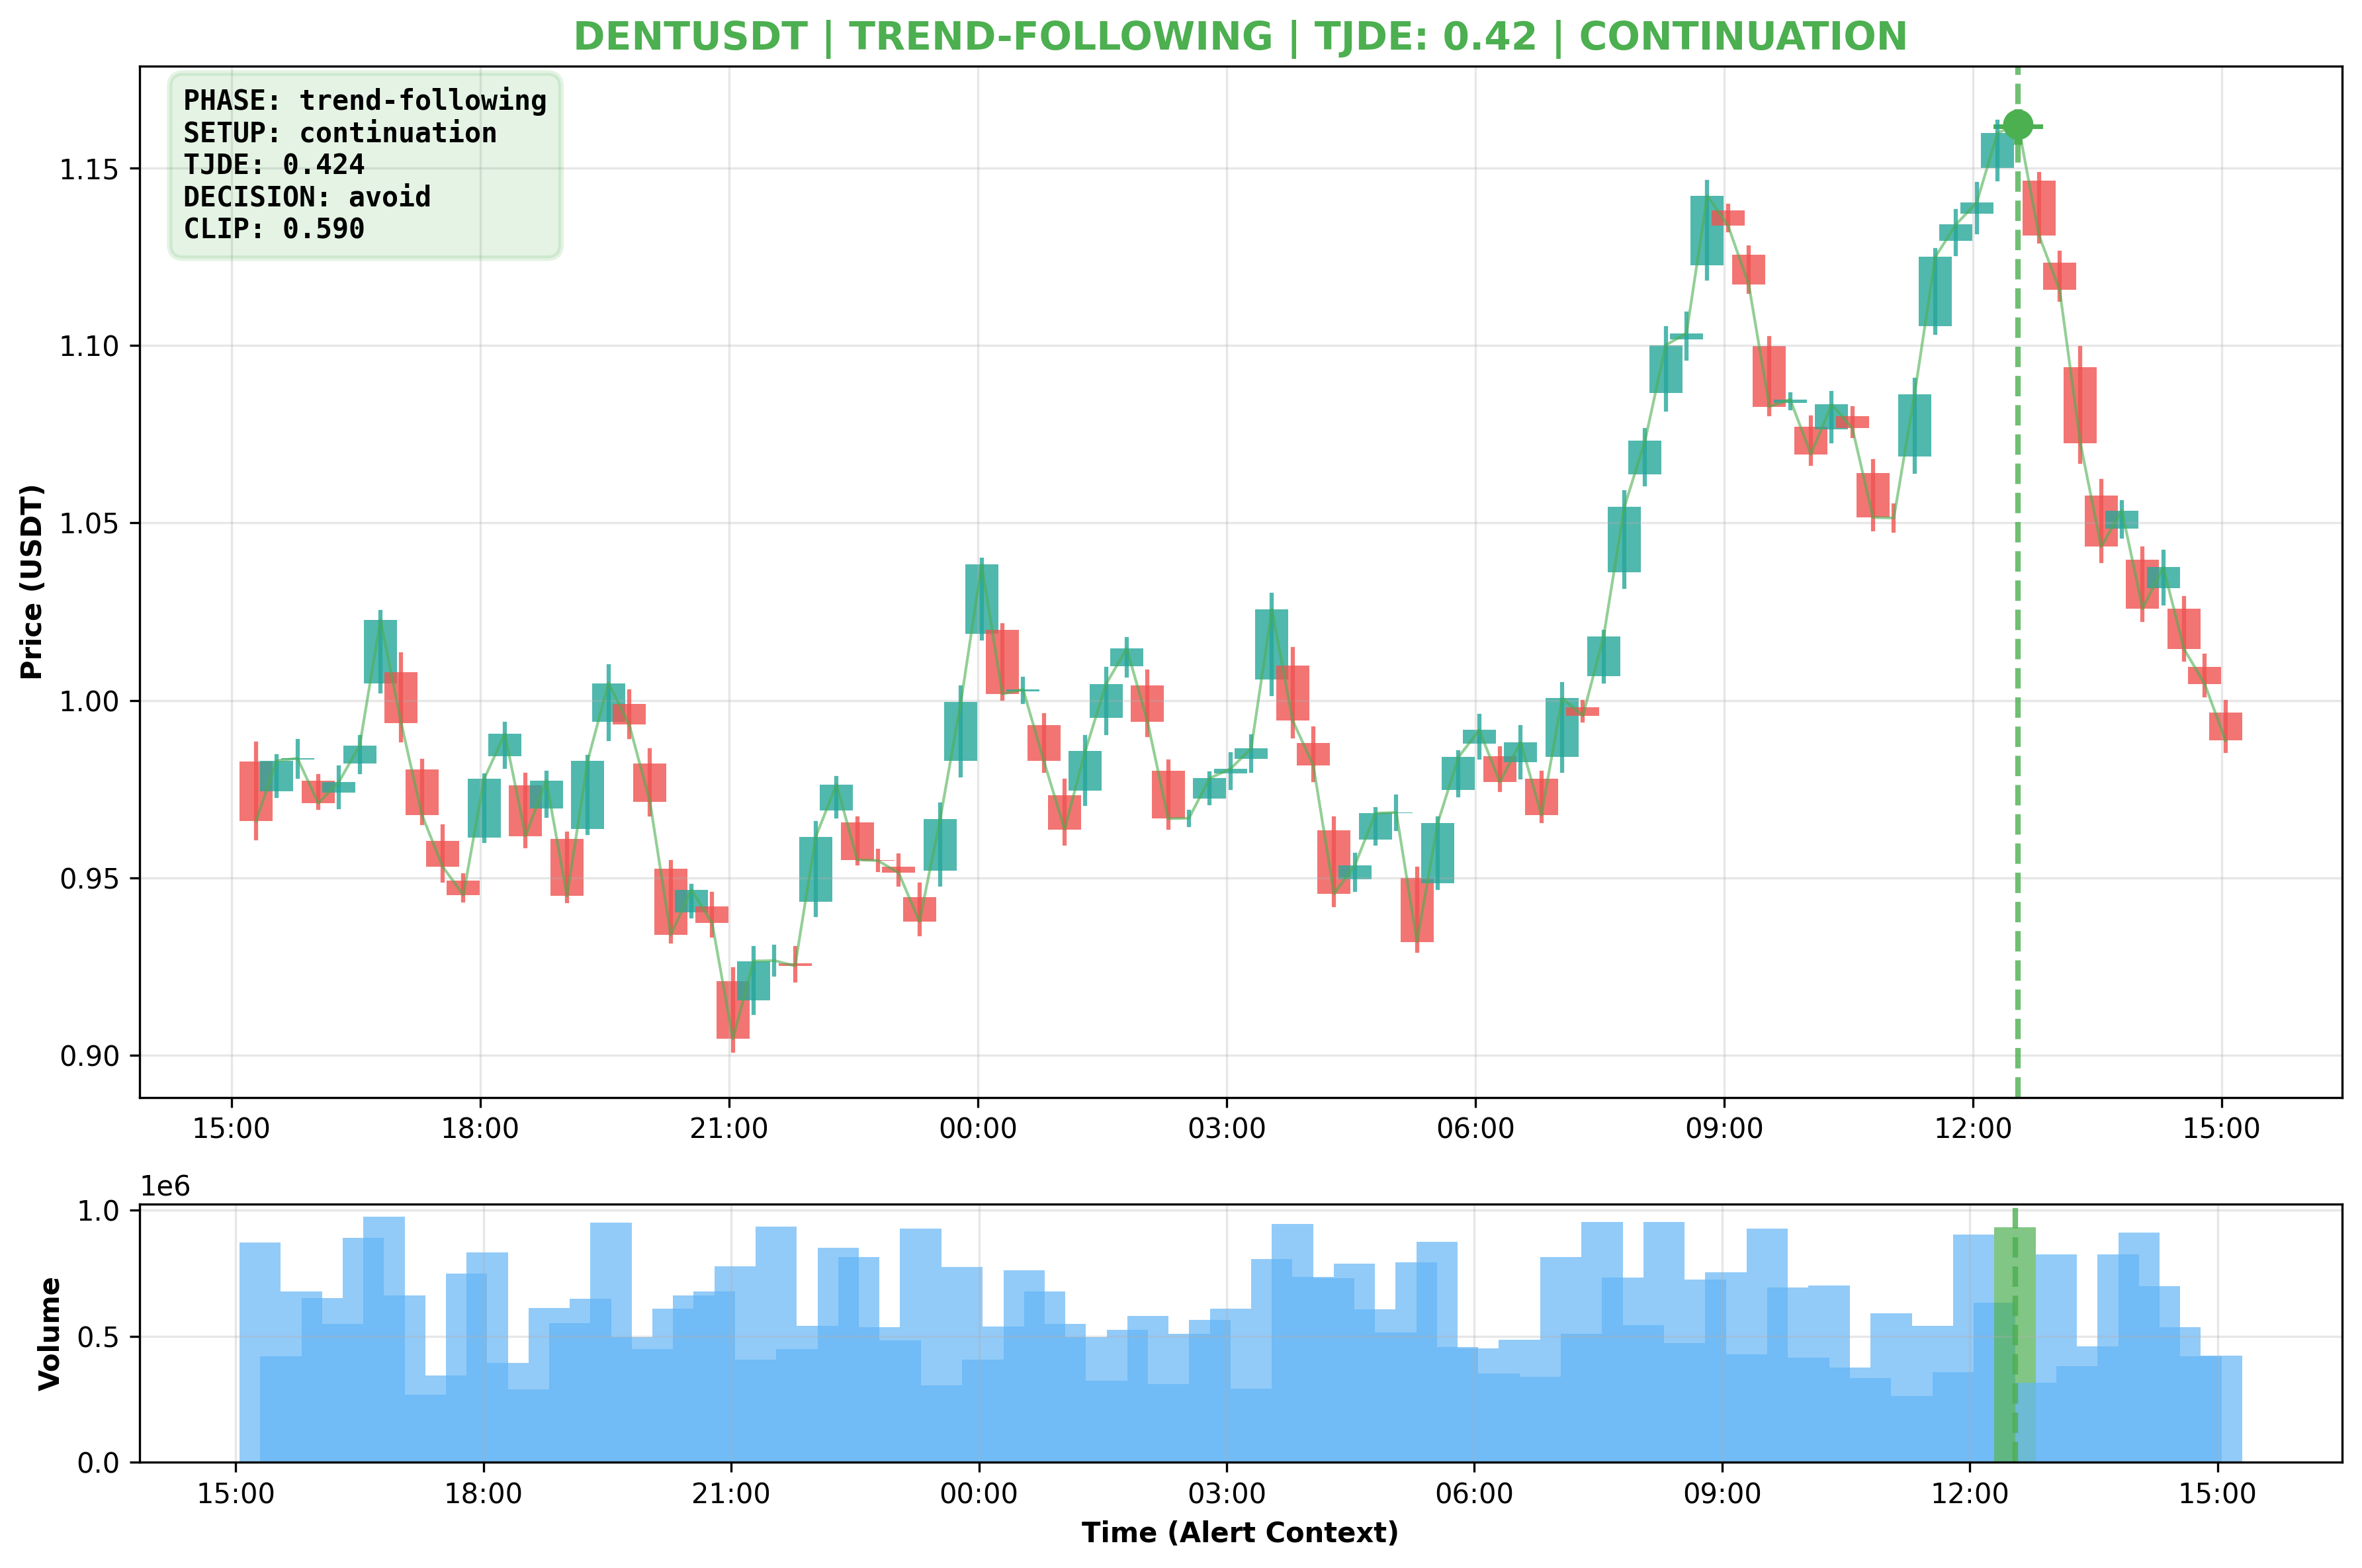 DENTUSDT | TREND-FOLLOWING | TJDE: 0.42 | CONTINUATION
PHASE: trend-following
SETUP: continuation
TJDE: 0.424
DECISION: avoid
CLIP: 0.590
Price (USDT)
1.15
1.10
1.05
1.00
0.95
0.90
15:00 18:00 21:00 00:00 03:00 06:00 09:00 12:00 15:00
1e6
Volume
1.0
0.5
0.0
15:00 18:00 21:00 00:00 03:00 06:00 09:00 12:00 15:00
Time (Alert Context)